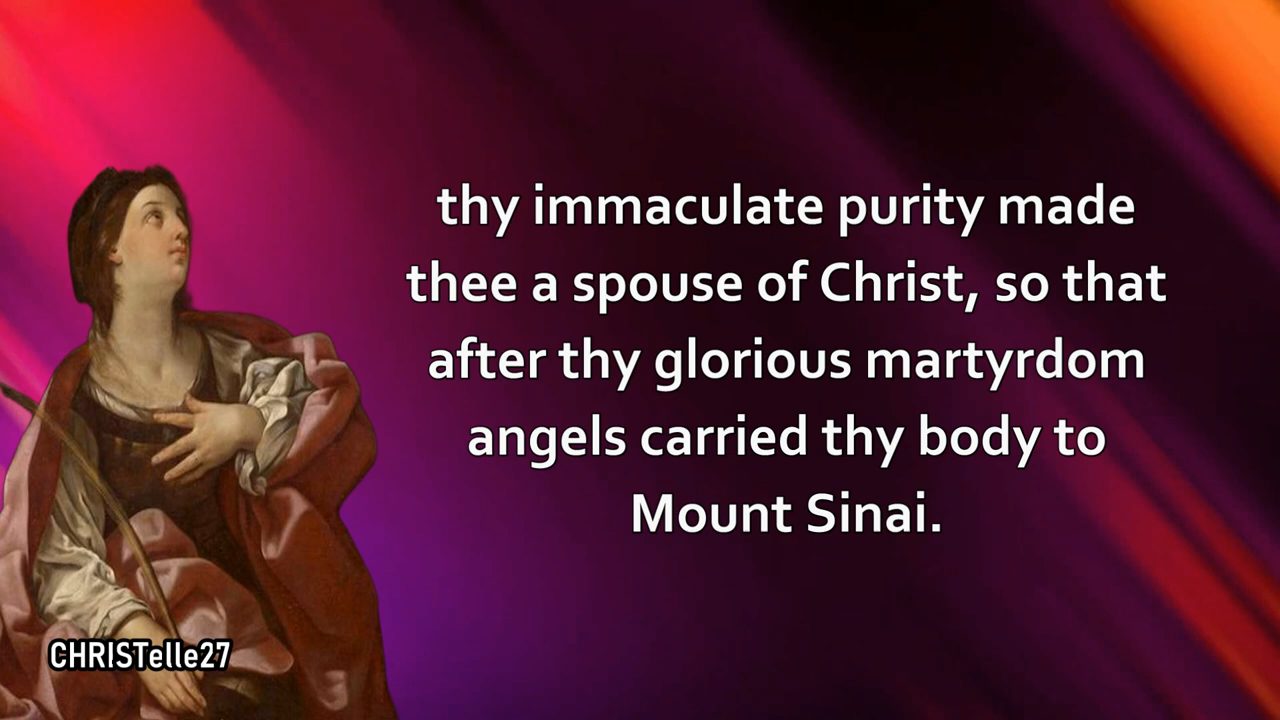 thy immaculate purity made
thee a spouse of Christ, so that
after thy glorious martyrdom
angels carried thy body to
Mount Sinai.
CHRISTelle27